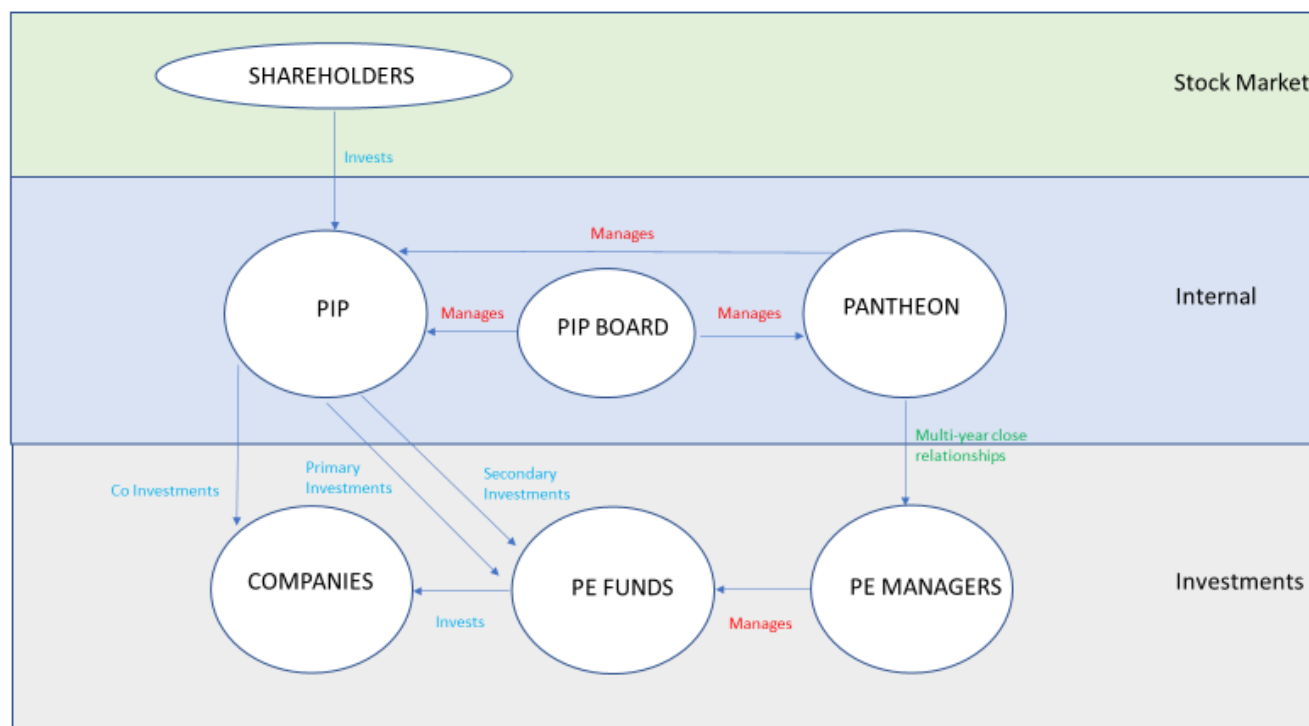 SHAREHOLDERS
Stock Market
Invests
Manages
PIP
Manages
PIP BOARD
Manages
PANTHEON
Internal
Multi-year close
relationships
Co Investments
Primary
Investments
Secondary
Investments
COMPANIES
Invests
PE FUNDS
Manages
PE MANAGERS
Investments